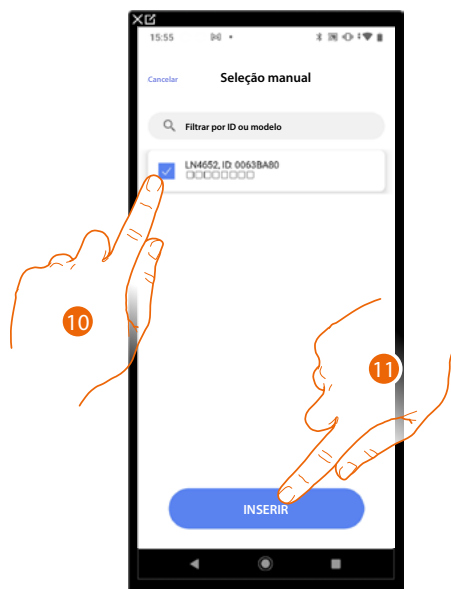 15:55
Cancelar
Seleção manual
Filtrar por ID ou modelo
LN4652, ID: 0063BA80
10
11
INSERIR